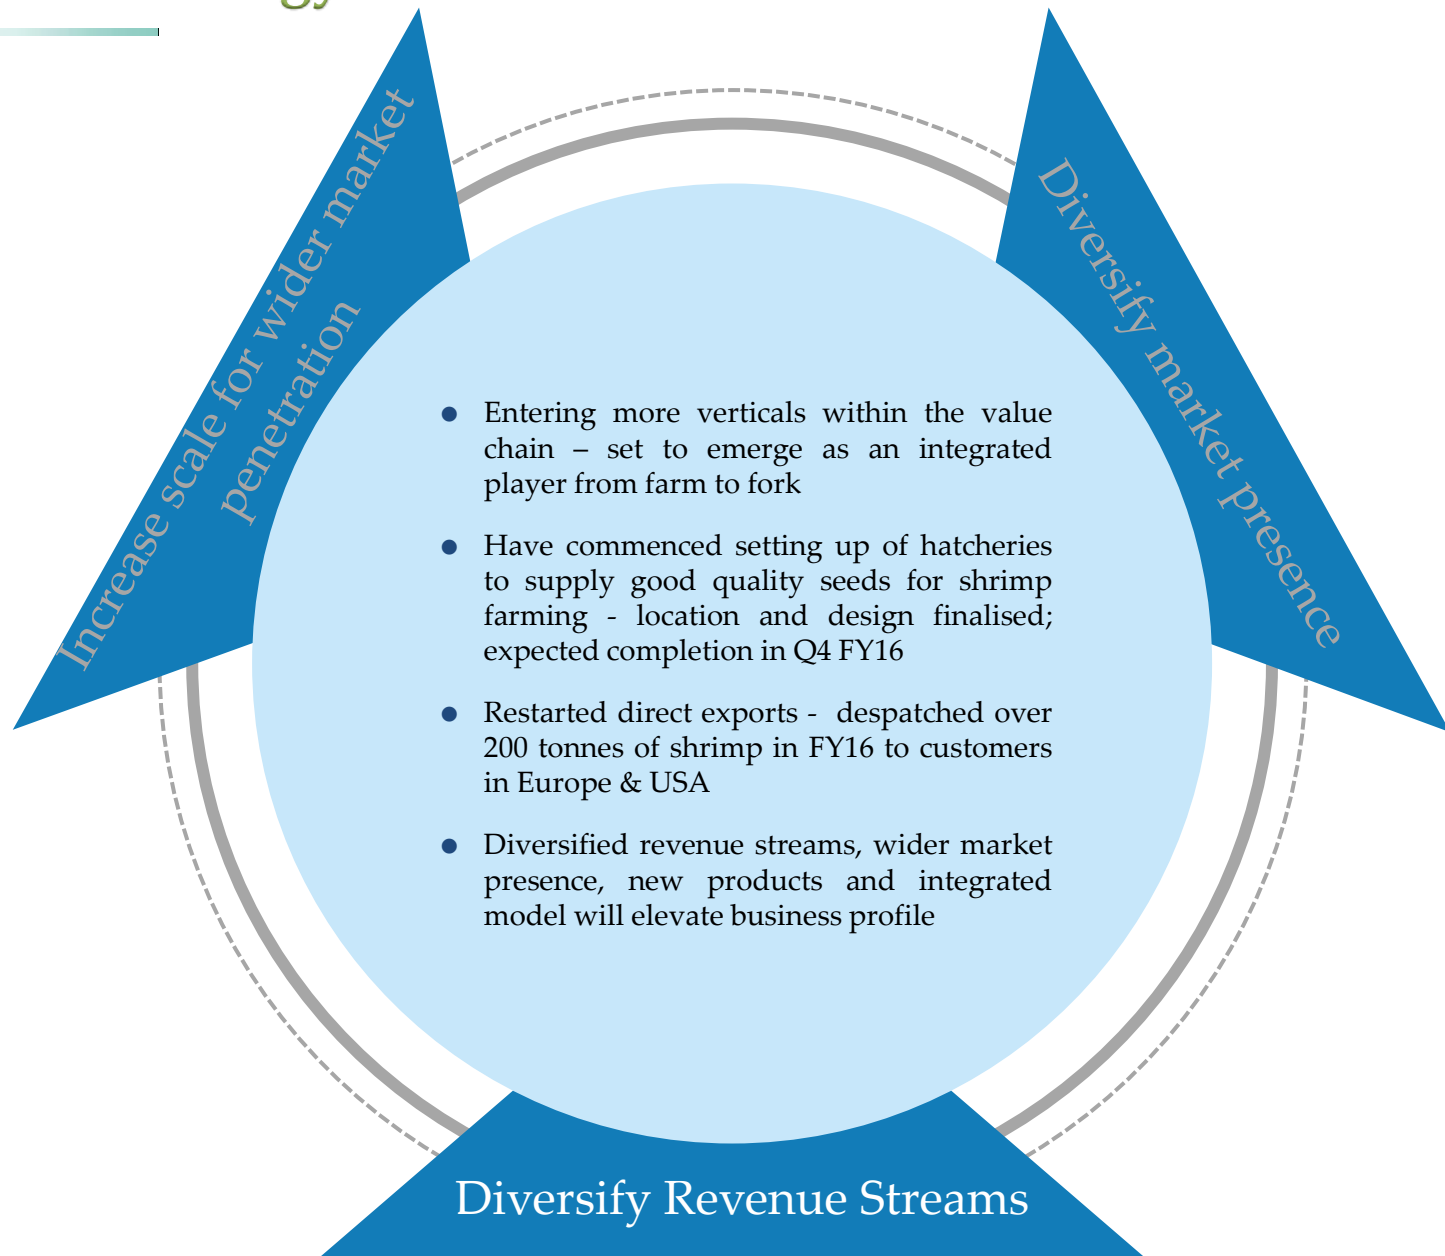 Increase scale for wider market
penetration
Diversify market presence
● Entering more verticals within the value
chain – set to emerge as an integrated
player from farm to fork
● Have commenced setting up of hatcheries
to supply good quality seeds for shrimp
farming - location and design finalised;
expected completion in Q4 FY16
● Restarted direct exports - despatched over
200 tonnes of shrimp in FY16 to customers
in Europe & USA
● Diversified revenue streams, wider market
presence, new products and integrated
model will elevate business profile
Diversify Revenue Streams